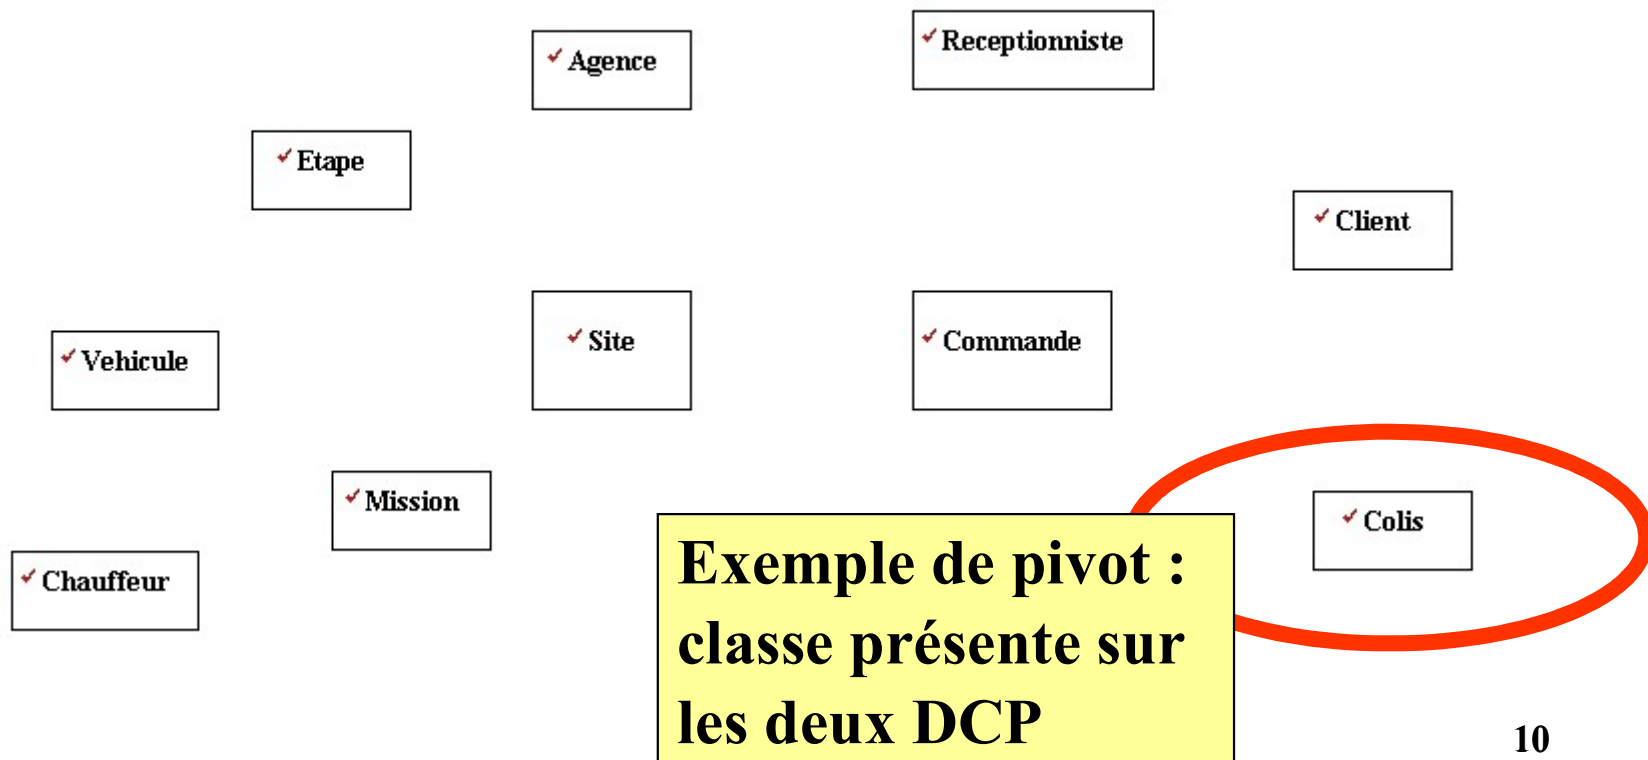 Receptionniste
Agence
Etape
Client
Site
Commande
Vehicule
Mission
Colis
Chauffeur
Exemple de pivot :
classe présente sur
les deux DCP
10